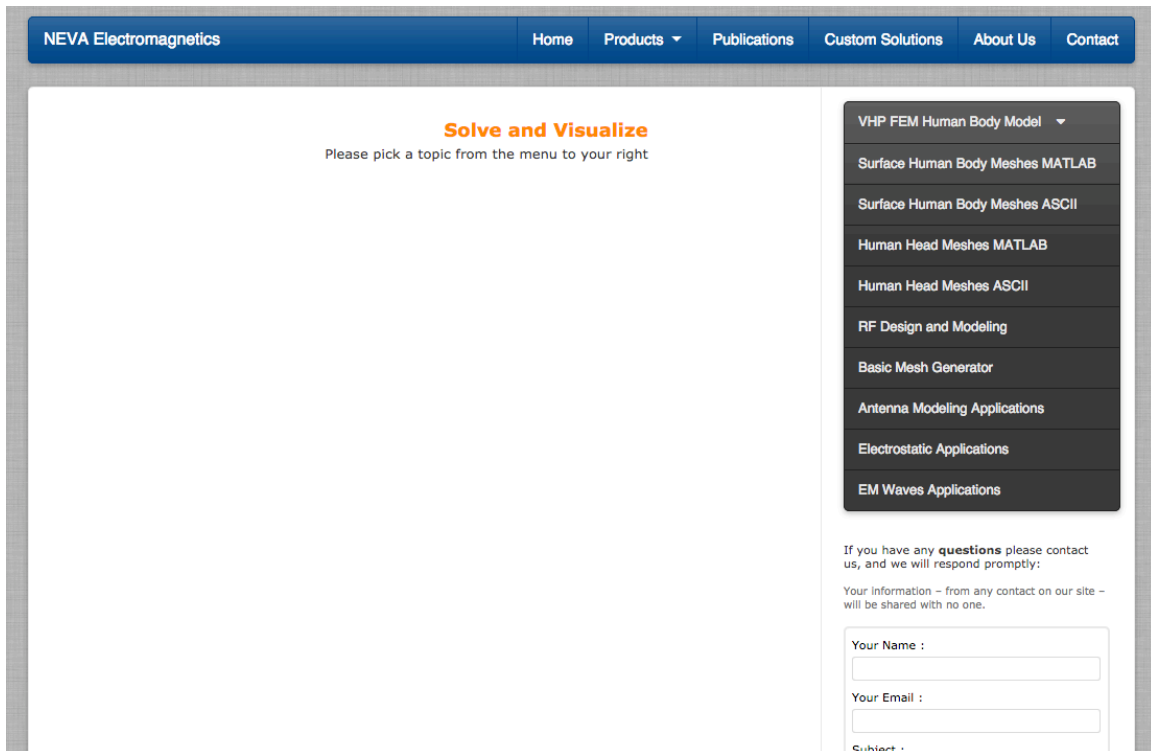 NEVA Electromagnetics
Home
Products
Publications
Custom Solutions
About Us
Contact
Solve and Visualize
Please pick a topic from the menu to your right
VHP FEM Human Body Model
Surface Human Body Meshes MATLAB
Surface Human Body Meshes ASCII
Human Head Meshes MATLAB
Human Head Meshes ASCII
RF Design and Modeling
Basic Mesh Generator
Antenna Modeling Applications
Electrostatic Applications
EM Waves Applications
If you have any questions please contact
us, and we will respond promptly:
Your information – from any contact on our site –
will be shared with no one.
Your Name :
Your Email :
Subject :